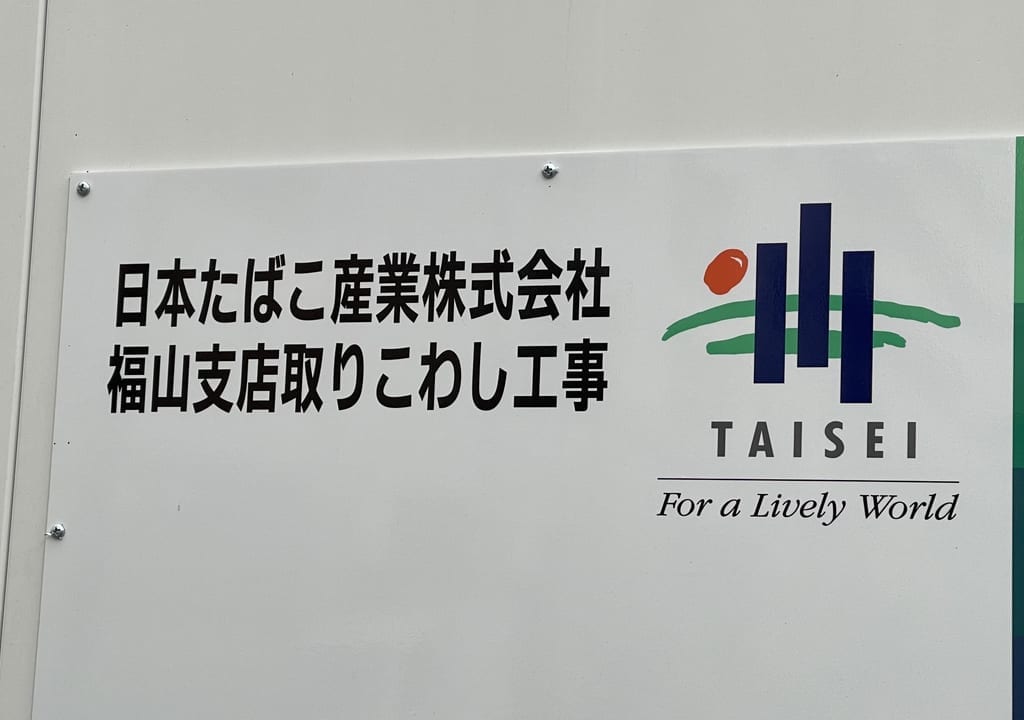 日本たばこ産業株式会社
福山支店取りこわし工事
TAISEI
For a Lively World